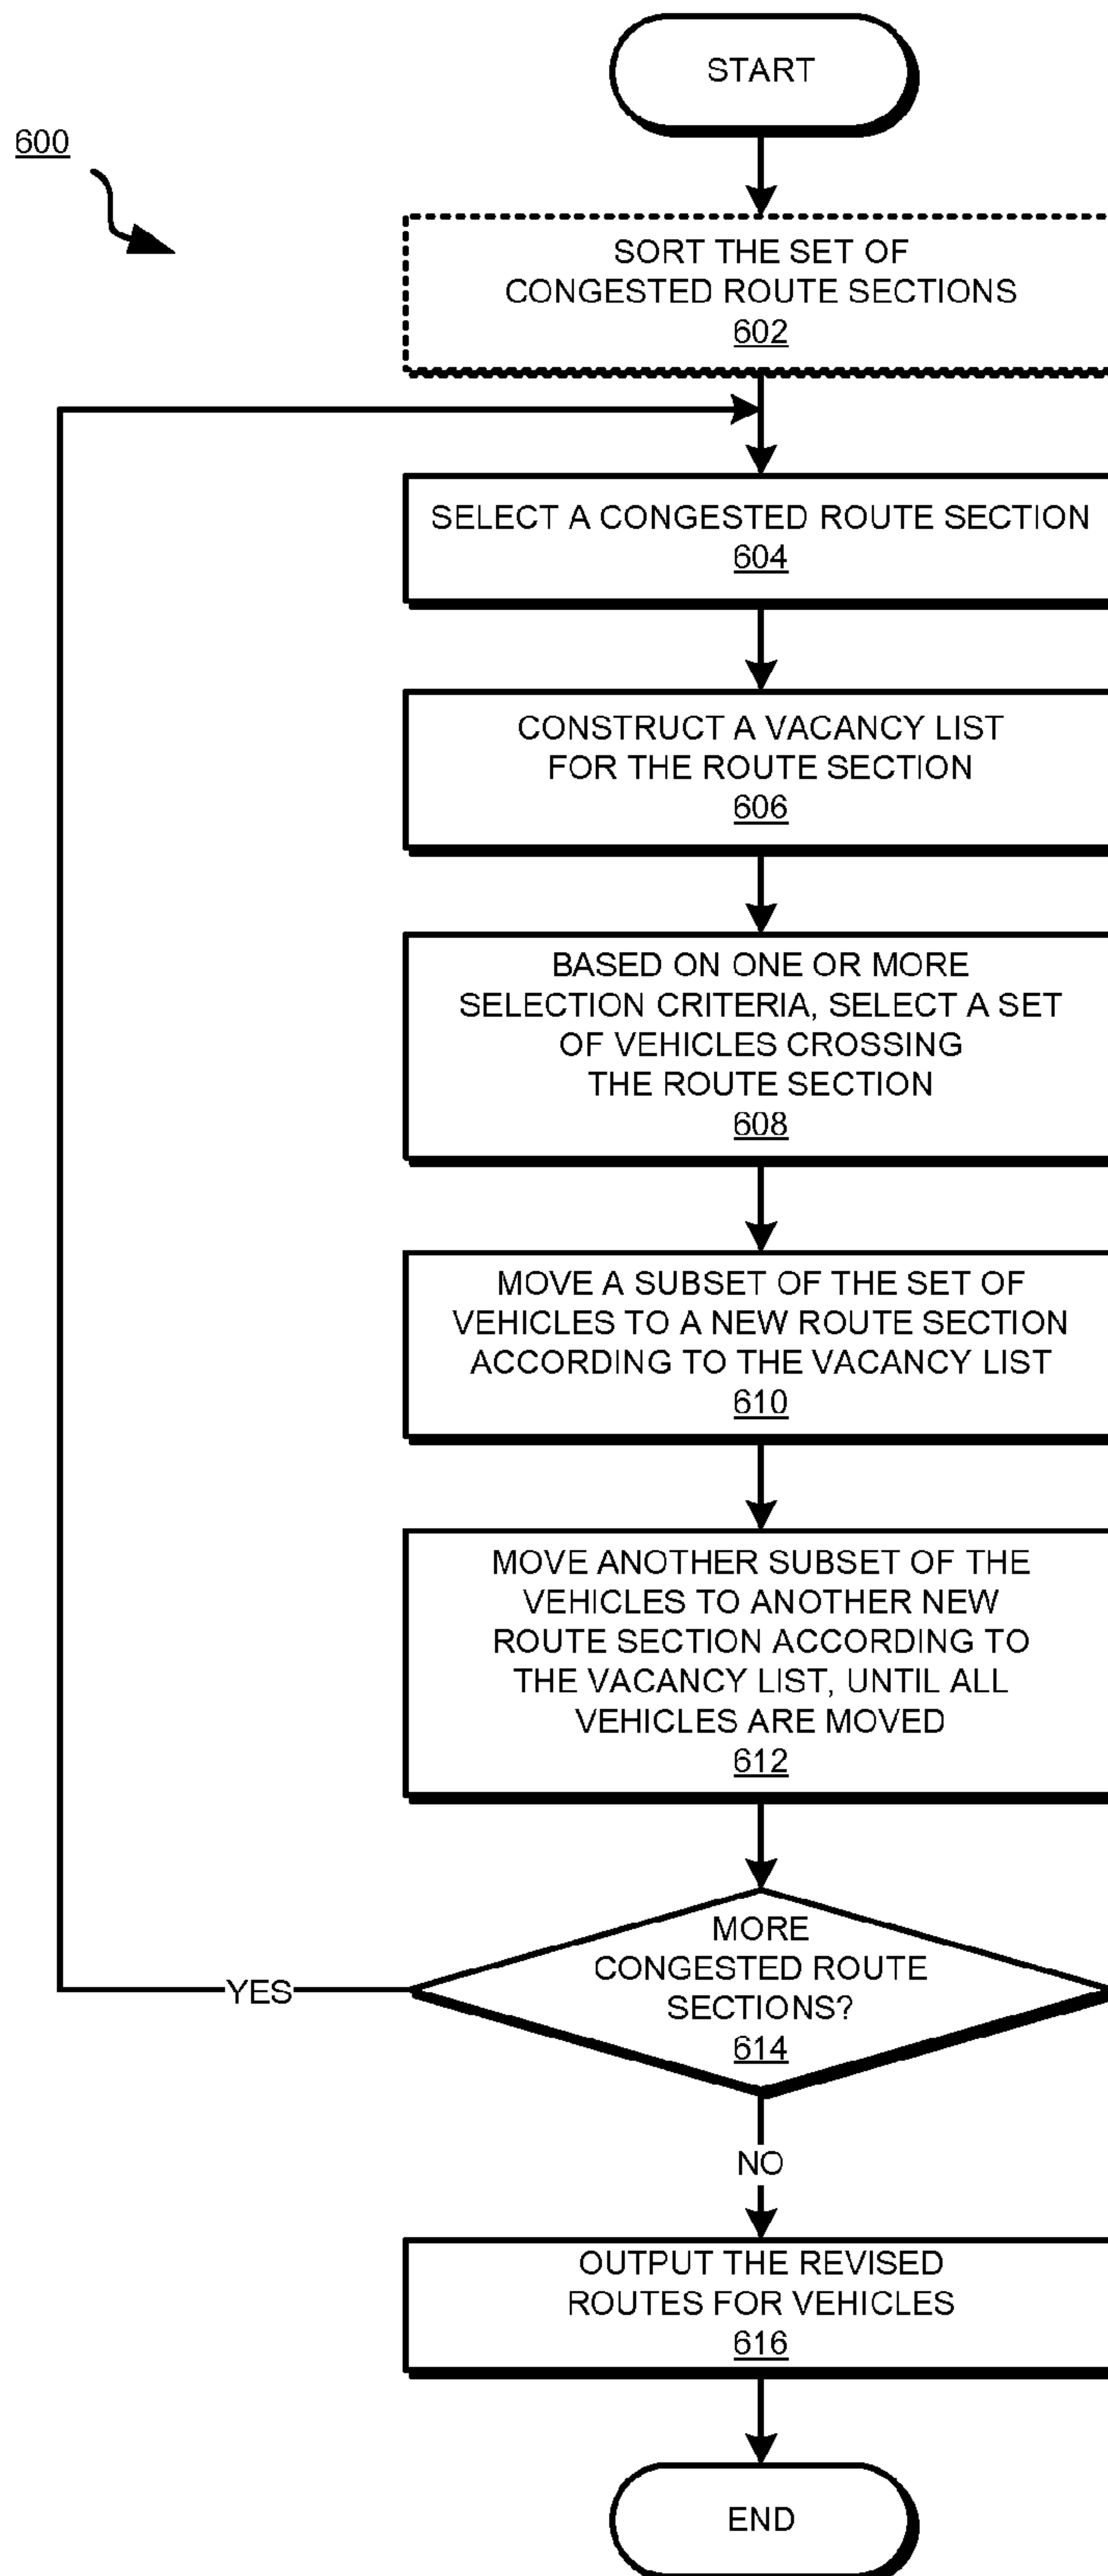 START
600
SORT THE SET OF
CONGESTED ROUTE SECTIONS
602
SELECT A CONGESTED ROUTE SECTION
604
CONSTRUCT A VACANCY LIST
FOR THE ROUTE SECTION
606
BASED ON ONE OR MORE
SELECTION CRITERIA, SELECT A SET
OF VEHICLES CROSSING
THE ROUTE SECTION
608
MOVE A SUBSET OF THE SET OF
VEHICLES TO A NEW ROUTE SECTION
ACCORDING TO THE VACANCY LIST
610
MOVE ANOTHER SUBSET OF THE
VEHICLES TO ANOTHER NEW
ROUTE SECTION ACCORDING TO
THE VACANCY LIST, UNTIL ALL
VEHICLES ARE MOVED
612
MORE
CONGESTED ROUTE
SECTIONS?
614
YES
NO
OUTPUT THE REVISED
ROUTES FOR VEHICLES
616
END